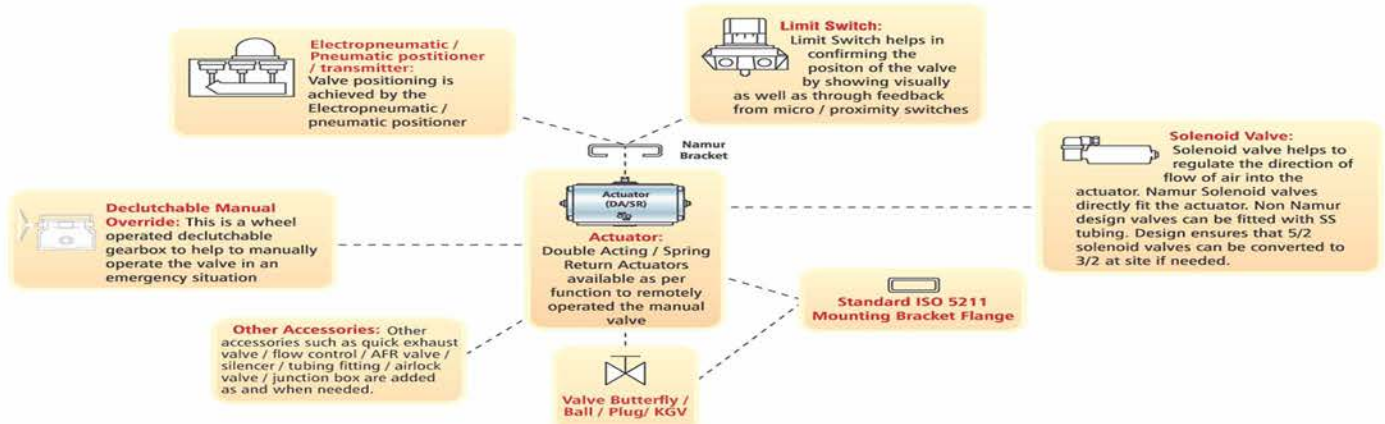 Electropneumatic /
Pneumatic postitioner
/ transmitter:
Valve positioning is
achieved by the
Electropneumatic /
pneumatic positioner
Limit Switch:
Limit Switch helps in
confirming the
positon of the valve
by showing visually
as well as through feedback
from micro / proximity switches
Namur
Bracket
Solenoid Valve:
Solenoid valve helps to
regulate the direction of
flow of air into the
actuator. Namur Solenoid valves
directly fit the actuator. Non Namur
design valves can be fitted with SS
tubing. Design ensures that 5/2
solenoid valves can be converted to
3/2 at site if needed.
Declutchable Manual
Override: This is a wheel
operated declutchable
gearbox to help to manually
operate the valve in an
emergency situation
Actuator
(DA/SR)
Actuator:
Double Acting / Spring
Return Actuators
available as per
function to remotely
operated the manual
valve
Standard ISO 5211
Mounting Bracket Flange
Other Accessories: Other
accessories such as quick exhaust
valve / flow control / AFR valve /
silencer / tubing fitting / airlock
valve / junction box are added
as and when needed.
Valve Butterfly /
Ball / Plug/ KGV